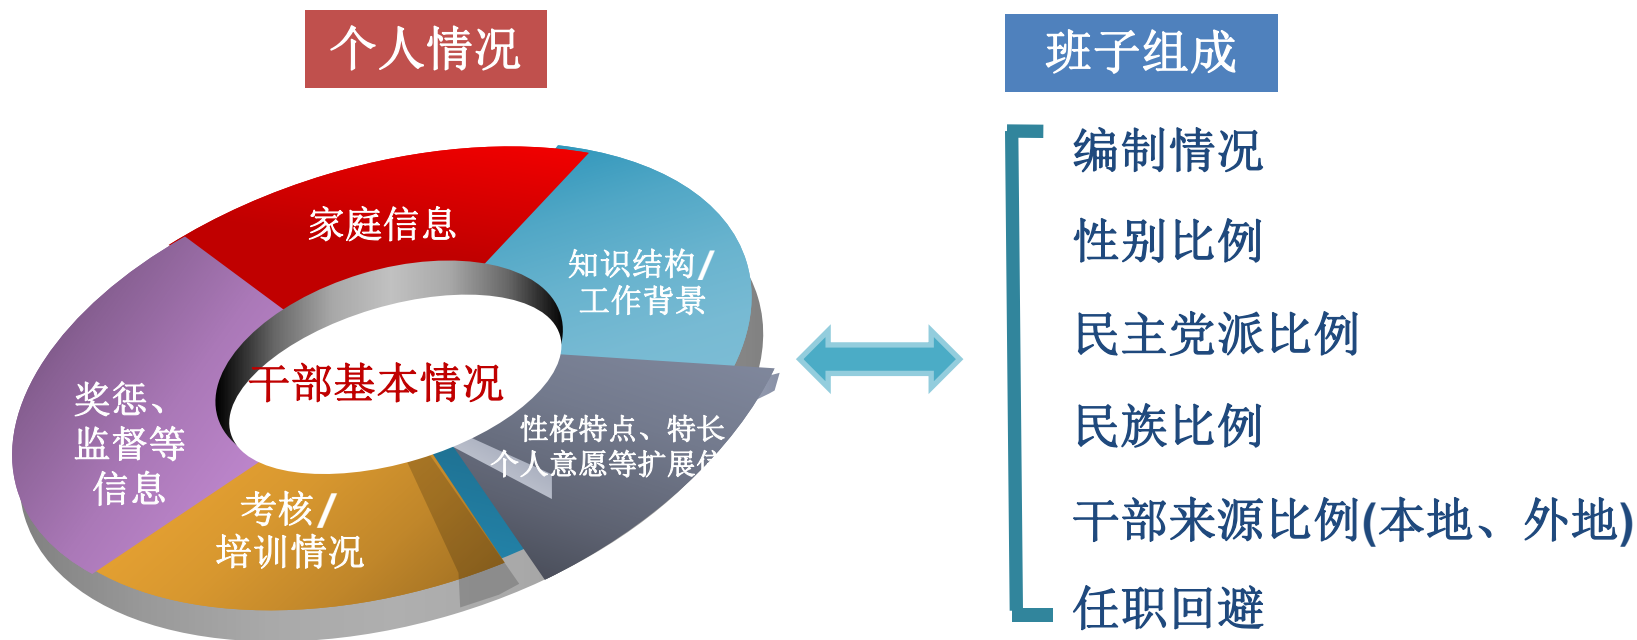 个人情况
班子组成
家庭信息
知识结构/
工作背景
干部基本情况
奖惩、
监督等
信息
考核/
培训情况
性格特点、特长
个人意愿等扩展信
编制情况
性别比例
民主党派比例
民族比例
干部来源比例(本地、外地)
任职回避